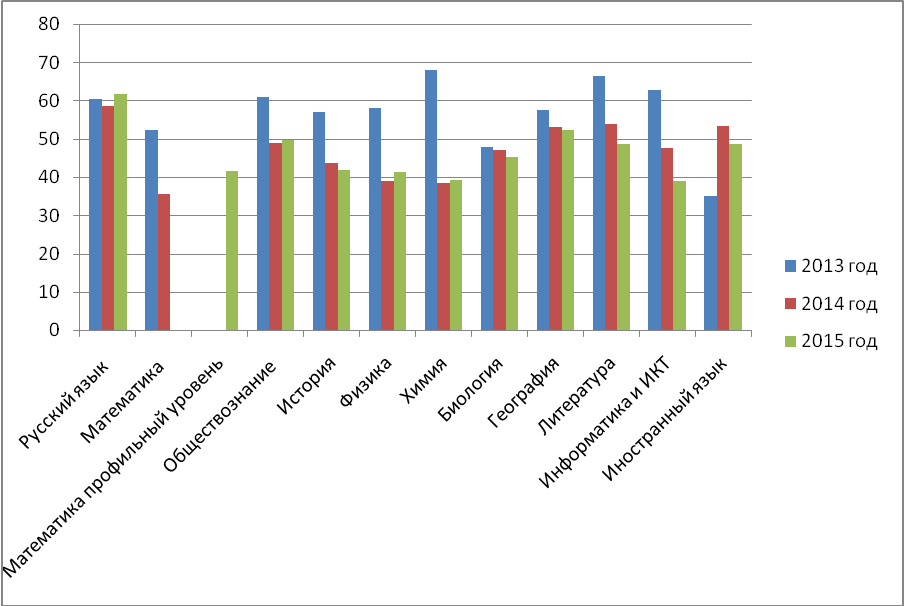 80
70
60
50
40
30
20
10
0
Русский язык
Математика
Математика профильный уровень
Обществознание
История
Физика
Химия
Биология
География
Литература
Информатика и ИКТ
Иностранный язык
2013 год
2014 год
2015 год